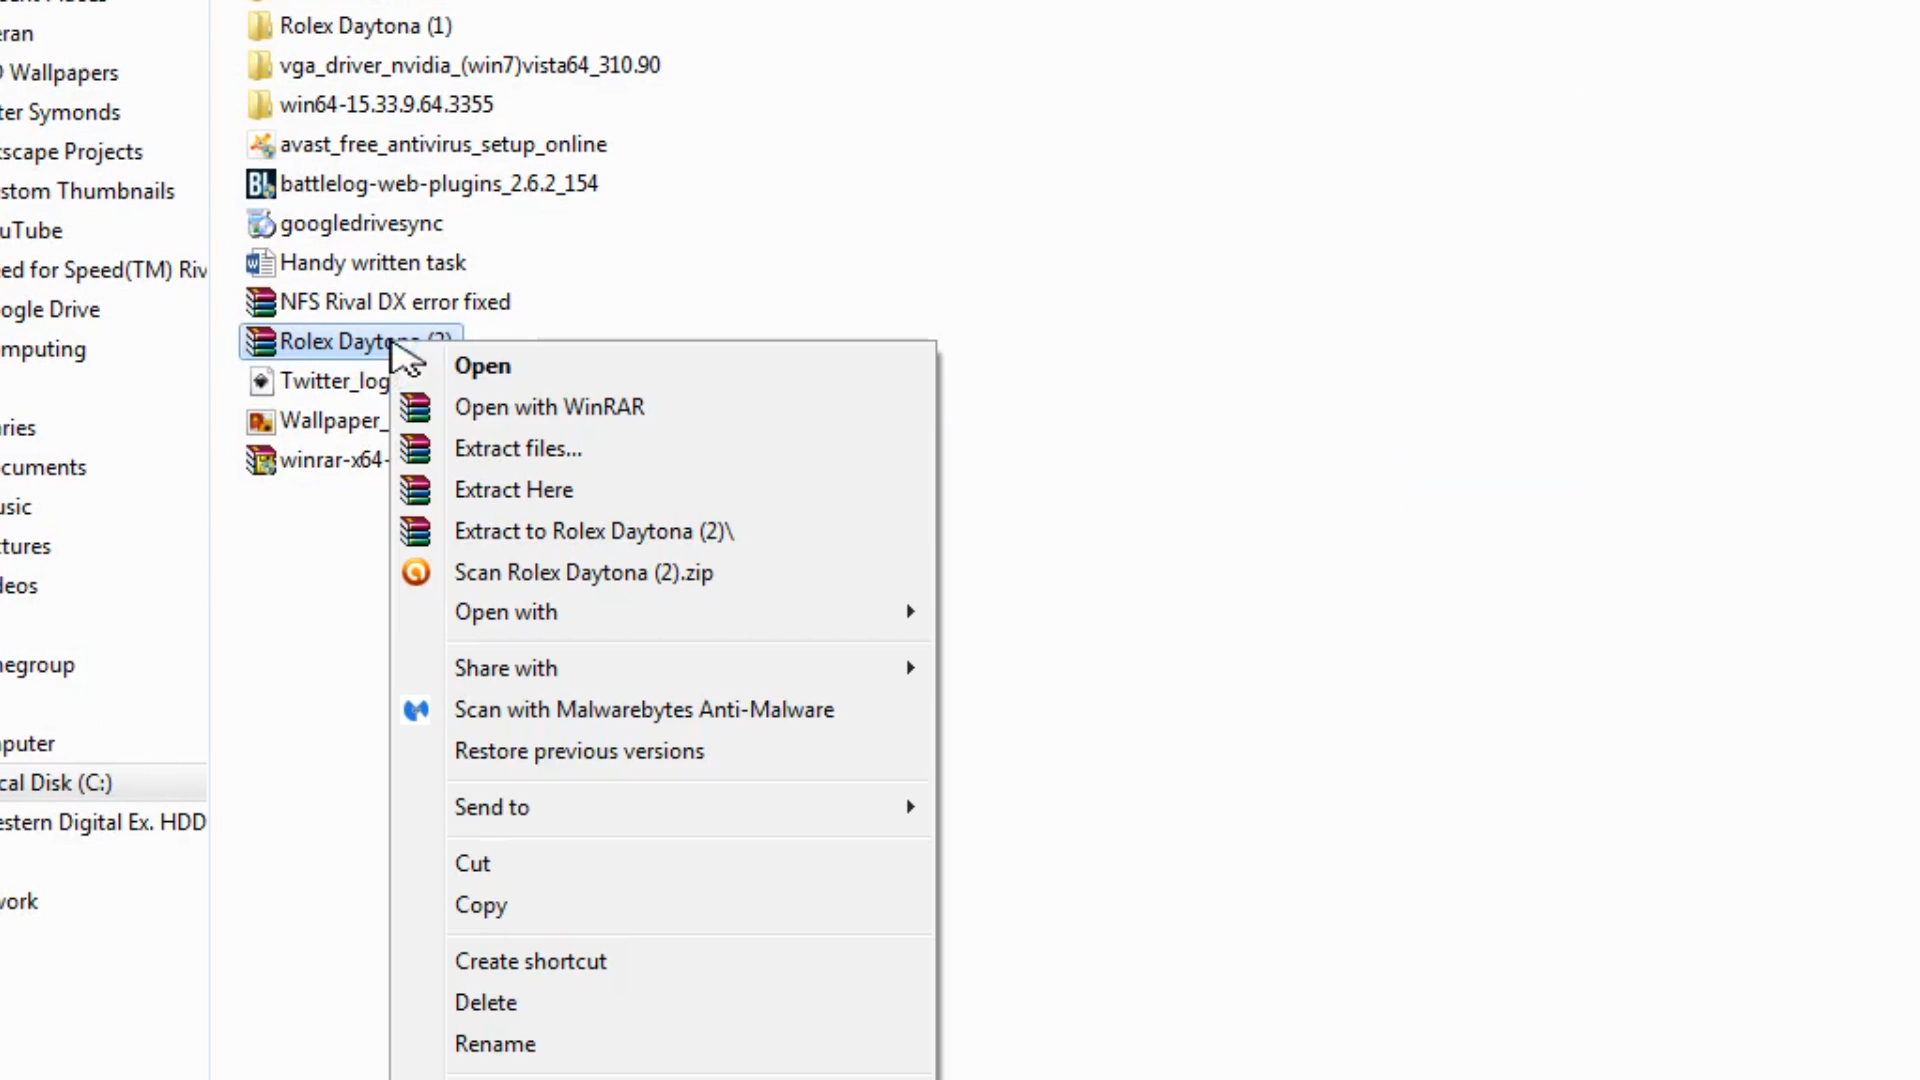 eran
Wallpapers
ter Symonds
scape Projects
stom Thumbnails
uTube
ed for Speed(TM) Riv
ogle Drive
mputing
ries
cuments
usic
tures
deos
negroup
puter
cal Disk (C:)
estern Digital Ex. HDD
work
Rolex Daytona (1)
vga_driver_nvidia_(win7)vista64_310.90
win64-15.33.9.64.3355
avast_free_antivirus_setup_online
battlelog-web-plugins_2.6.2_154
googledrivesync
Handy written task
NFS Rival DX error fixed
Rolex Daytona (2)
Twitter_log
Wallpaper_
winrar-x64-
Open
Open with WinRAR
Extract files...
Extract Here
Extract to Rolex Daytona (2)\
Scan Rolex Daytona (2).zip
Open with
Share with
Scan with Malwarebytes Anti-Malware
Restore previous versions
Send to
Cut
Copy
Create shortcut
Delete
Rename